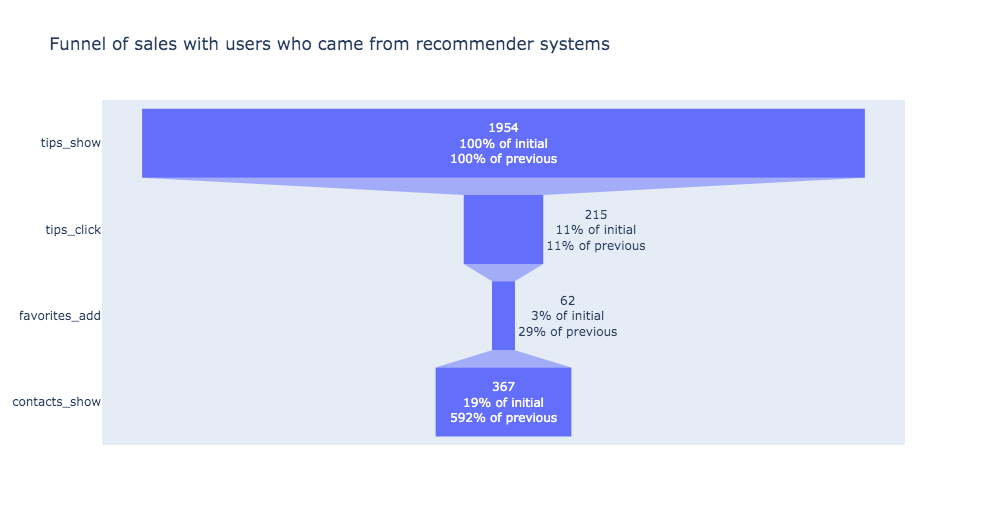 Funnel of sales with users who came from recommender systems
tips_show
1954
100% of initial
100% of previous
tips_click
215
11% of initial
11% of previous
favorites_add
62
3% of initial
29% of previous
contacts_show
367
19% of initial
592% of previous